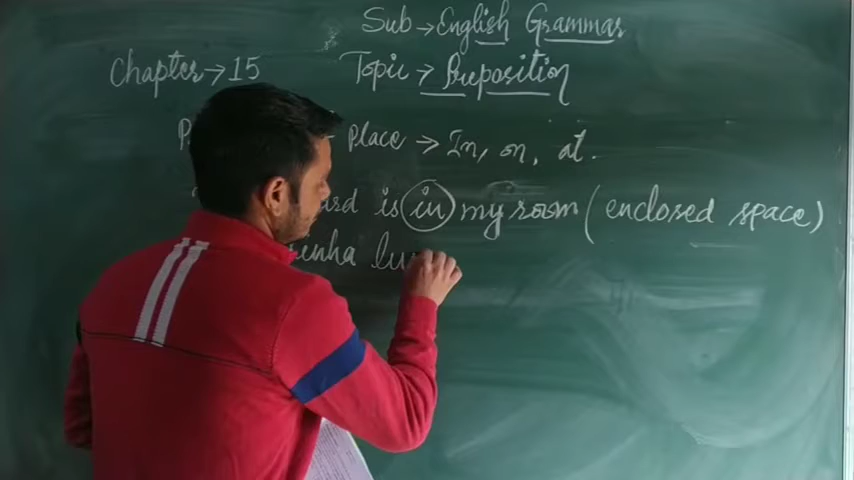 Sub → English Grammar
Chapter → 15 Topic → Preposition
Place → In, on, at.
is in my room (enclosed space)